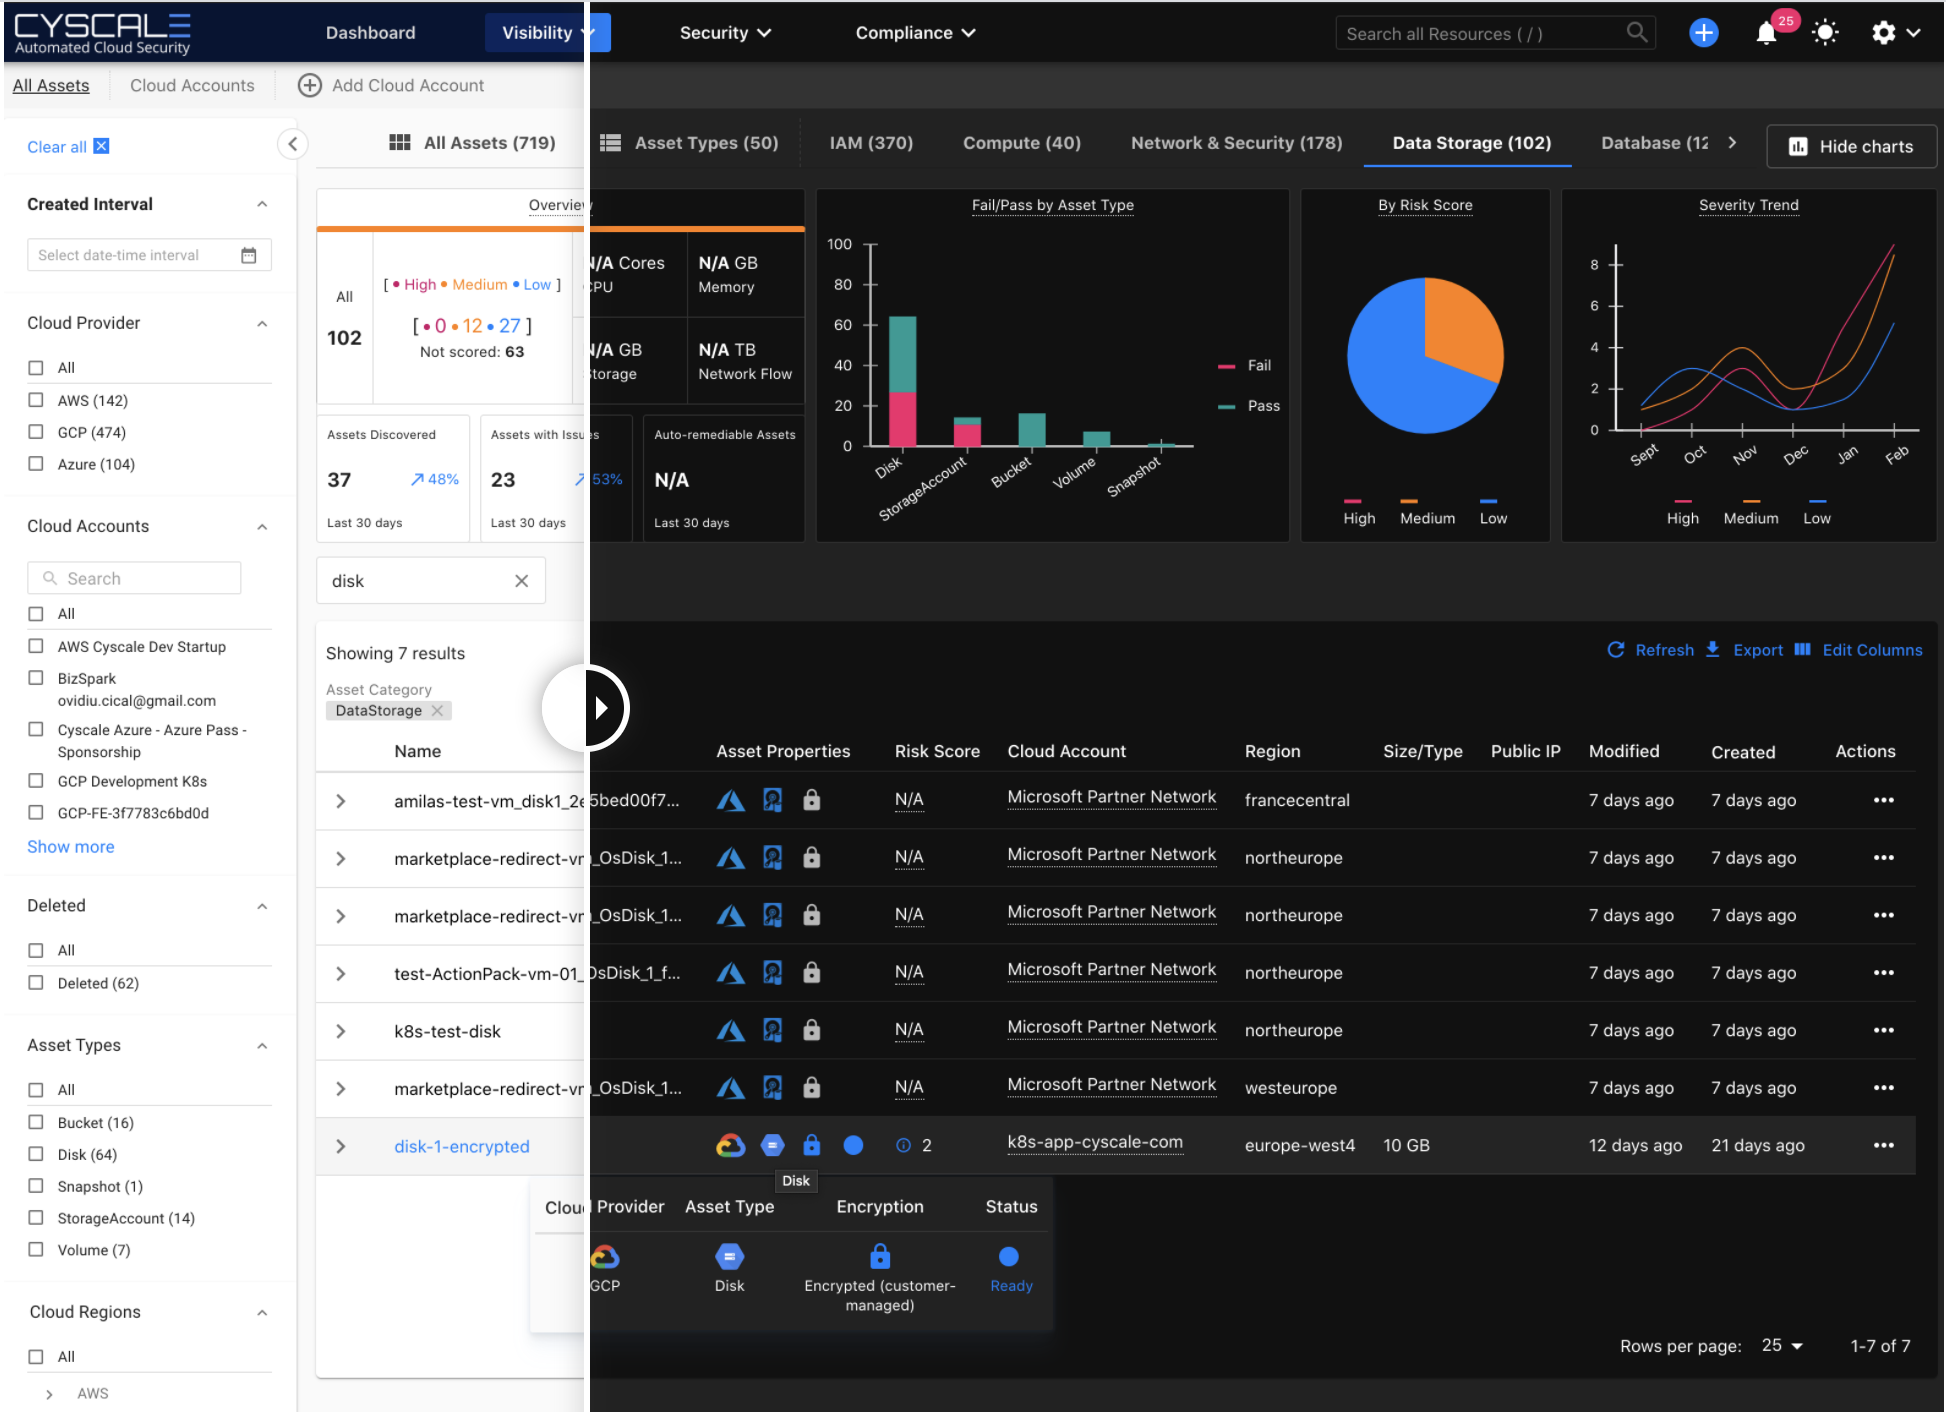 CYSCALE
Automated Cloud Security
Dashboard
Visibility
Security
Compliance
Search all Resources ( / )
25
All Assets
Cloud Accounts
Add Cloud Account
Clear all
All Assets (719)
Asset Types (50)
IAM (370)
Compute (40)
Network & Security (178)
Data Storage (102)
Database (12
Hide charts
Created Interval
Select date-time interval
Cloud Provider
All
AWS (142)
GCP (474)
Azure (104)
Cloud Accounts
Search
All
AWS Cyscale Dev Startup
BizSpark
ovidiu.cical@gmail.com
Cyscale Azure - Azure Pass -
Sponsorship
GCP Development K8s
GCP-FE-3f7783c6bd0d
Show more
Deleted
All
Deleted (62)
Asset Types
All
Bucket (16)
Disk (64)
Snapshot (1)
StorageAccount (14)
Volume (7)
Cloud Regions
All
AWS
Overview
All
102
[ • High • Medium • Low ]
[ • 0 • 12 • 27 ]
Not scored: 63
N/A Cores
CPU
N/A GB
Memory
N/A GB
Storage
N/A TB
Network Flow
Assets Discovered
37
48%
Last 30 days
Assets with Issues
23
53%
Last 30 days
Auto-remediable Assets
N/A
Last 30 days
Fail/Pass by Asset Type
100
80
60
40
20
0
Disk
StorageAccount
Bucket
Volume
Snapshot
Fail
Pass
By Risk Score
High
Medium
Low
Severity Trend
8
6
4
2
0
Sept
Oct
Nov
Dec
Jan
Feb
High
Medium
Low
disk
Showing 7 results
Refresh
Export
Edit Columns
Asset Category
DataStorage
Name
Asset Properties
Risk Score
Cloud Account
Region
Size/Type
Public IP
Modified
Created
Actions
amilas-test-vm_disk1_2e5bed00f7... N/A Microsoft Partner Network francecentral 7 days ago 7 days ago
marketplace-redirect-vm_OsDisk_1... N/A Microsoft Partner Network northeurope 7 days ago 7 days ago
marketplace-redirect-vm_OsDisk_1... N/A Microsoft Partner Network northeurope 7 days ago 7 days ago
test-ActionPack-vm-01_OsDisk_1_f... N/A Microsoft Partner Network northeurope 7 days ago 7 days ago
k8s-test-disk N/A Microsoft Partner Network northeurope 7 days ago 7 days ago
marketplace-redirect-vm_OsDisk_1... N/A Microsoft Partner Network westeurope 7 days ago 7 days ago
disk-1-encrypted 2 k8s-app-cyscale-com europe-west4 10 GB 12 days ago 21 days ago
Disk
Cloud Provider
Asset Type
Encryption
Status
GCP
Disk
Encrypted (customer-
managed)
Ready
Rows per page: 25
1-7 of 7